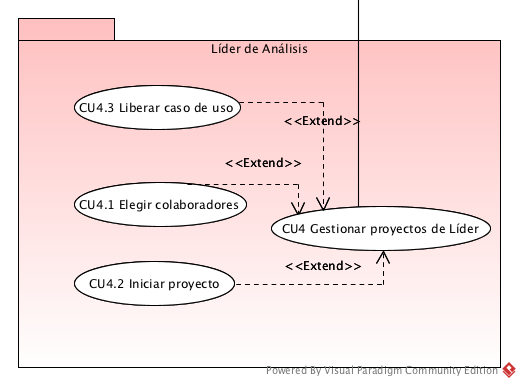 Líder de Análisis
CU4.3 Liberar caso de uso
<<Extend>>
<<Extend>>
CU4.1 Elegir colaboradores
CU4 Gestionar proyectos de Líder
<<Extend>>
CU4.2 Iniciar proyecto
Powered By Visual Paradigm Community Edition